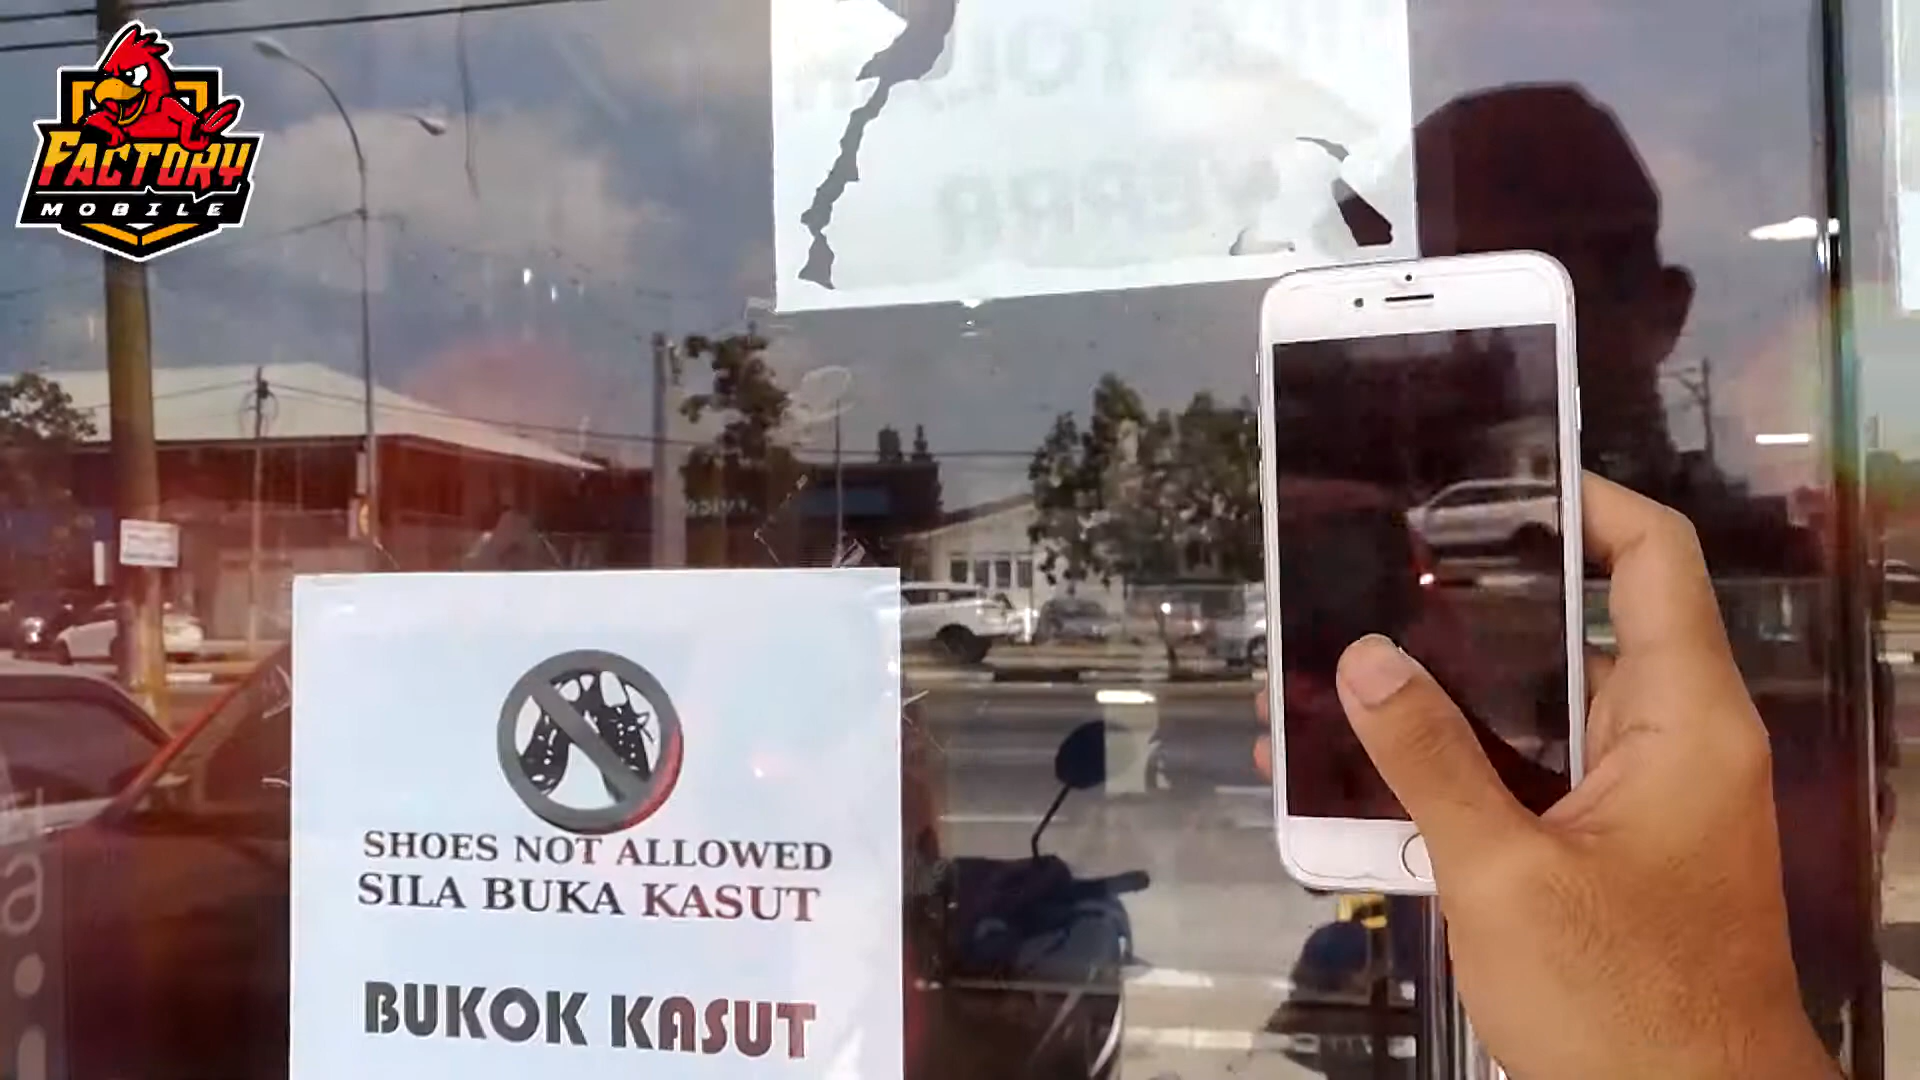 FACTORY
MOBILE
SHOES NOT ALLOWED
SILA BUKA KASUT
BUKOK KASUT